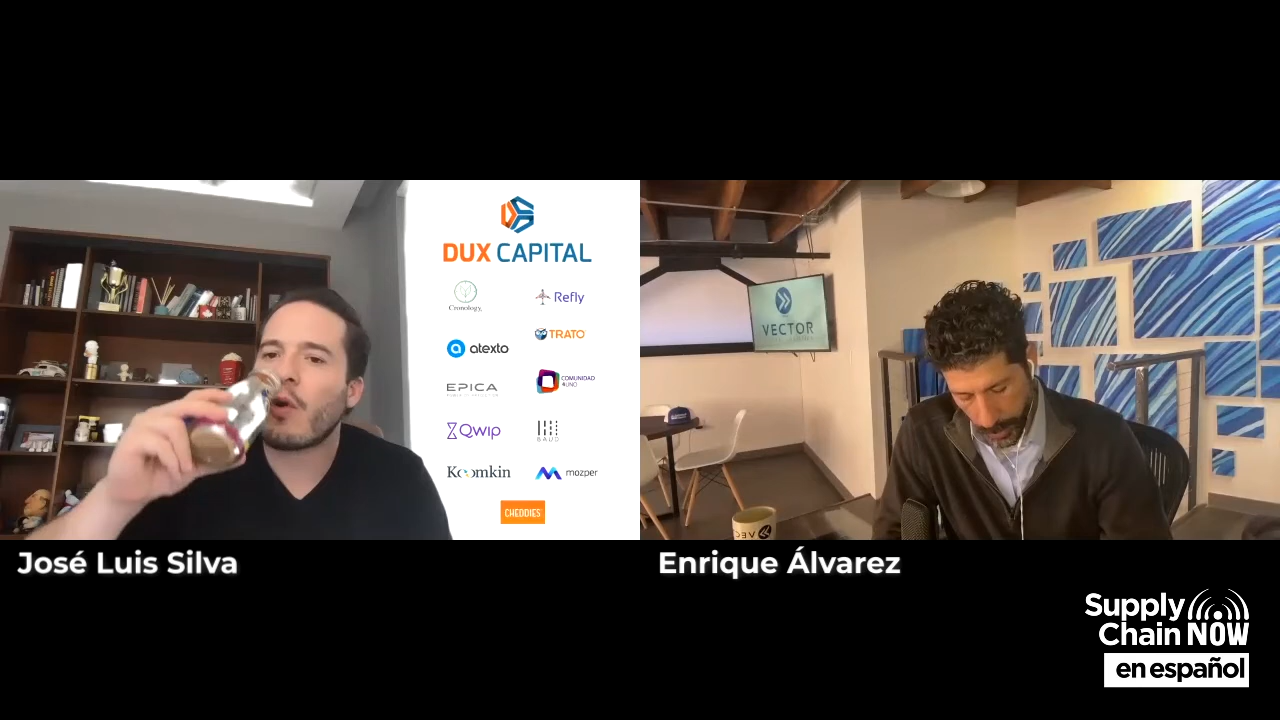 DUX CAPITAL
Cronology
Refly
TRATO
atexto
EPICA
COMUNIDAD
4UNO
Qwip
BAUD
Koomkin
mozper
CHEDDIES
VECTOR
José Luis Silva
Enrique Álvarez
Supply
Chain NOW
en español